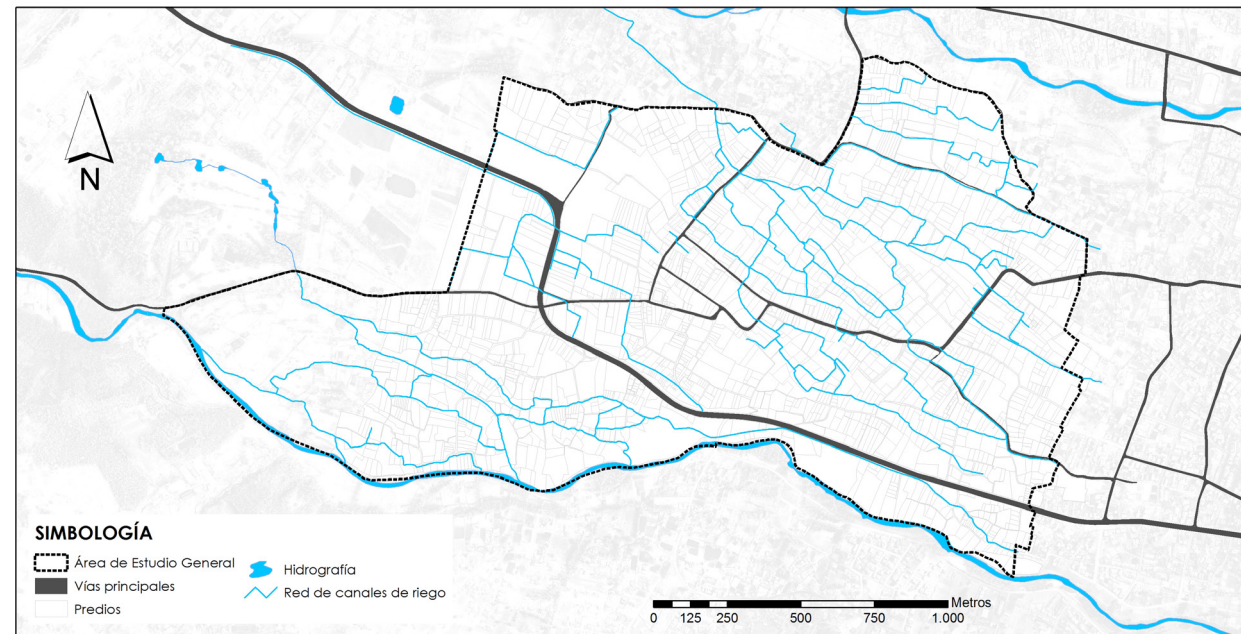 N
SIMBOLOGÍA
Área de Estudio General
Vías principales
Predios
Hidrografía
Red de canales de riego
Metros
0 125 250 500 750 1.000